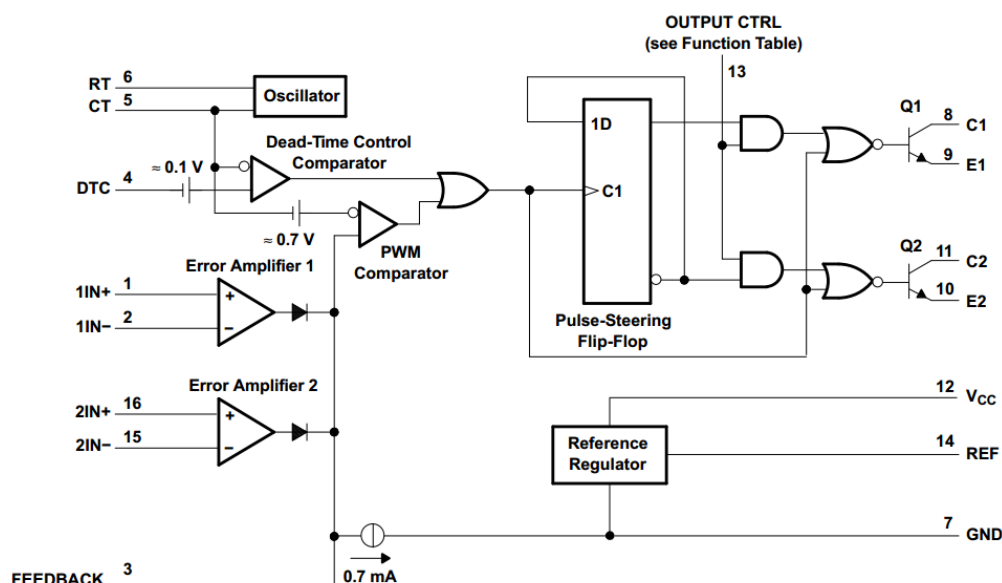 OUTPUT CTRL
(see Function Table)
13
RT 6
CT 5
Oscillator
Dead-Time Control
Comparator
≈ 0.1 V
DTC 4
≈ 0.7 V
PWM
Comparator
1D
C1
Pulse-Steering
Flip-Flop
Q1
8 C1
9 E1
Q2
11 C2
10 E2
Error Amplifier 1
1IN+ 1
+
1IN− 2
−
Error Amplifier 2
2IN+ 16
+
2IN− 15
−
12 VCC
Reference
Regulator
14 REF
7 GND
0.7 mA
FEEDBACK 3